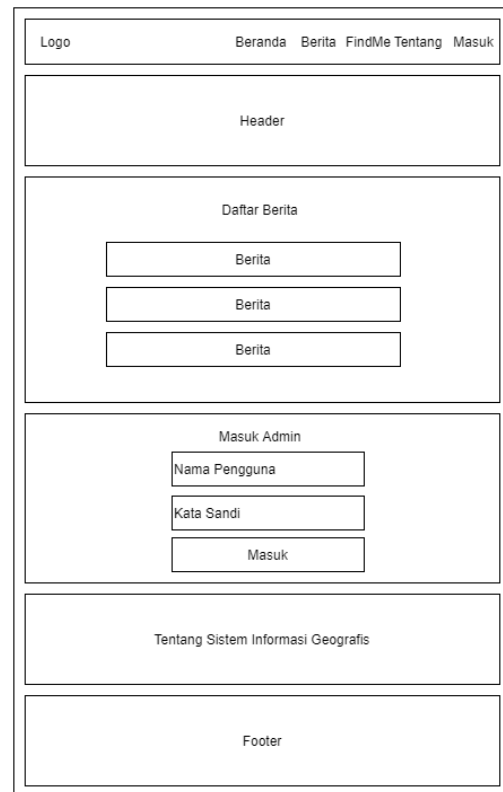 Logo Beranda Berita FindMe Tentang Masuk
Header
Daftar Berita
Berita
Berita
Berita
Masuk Admin
Nama Pengguna
Kata Sandi
Masuk
Tentang Sistem Informasi Geografis
Footer